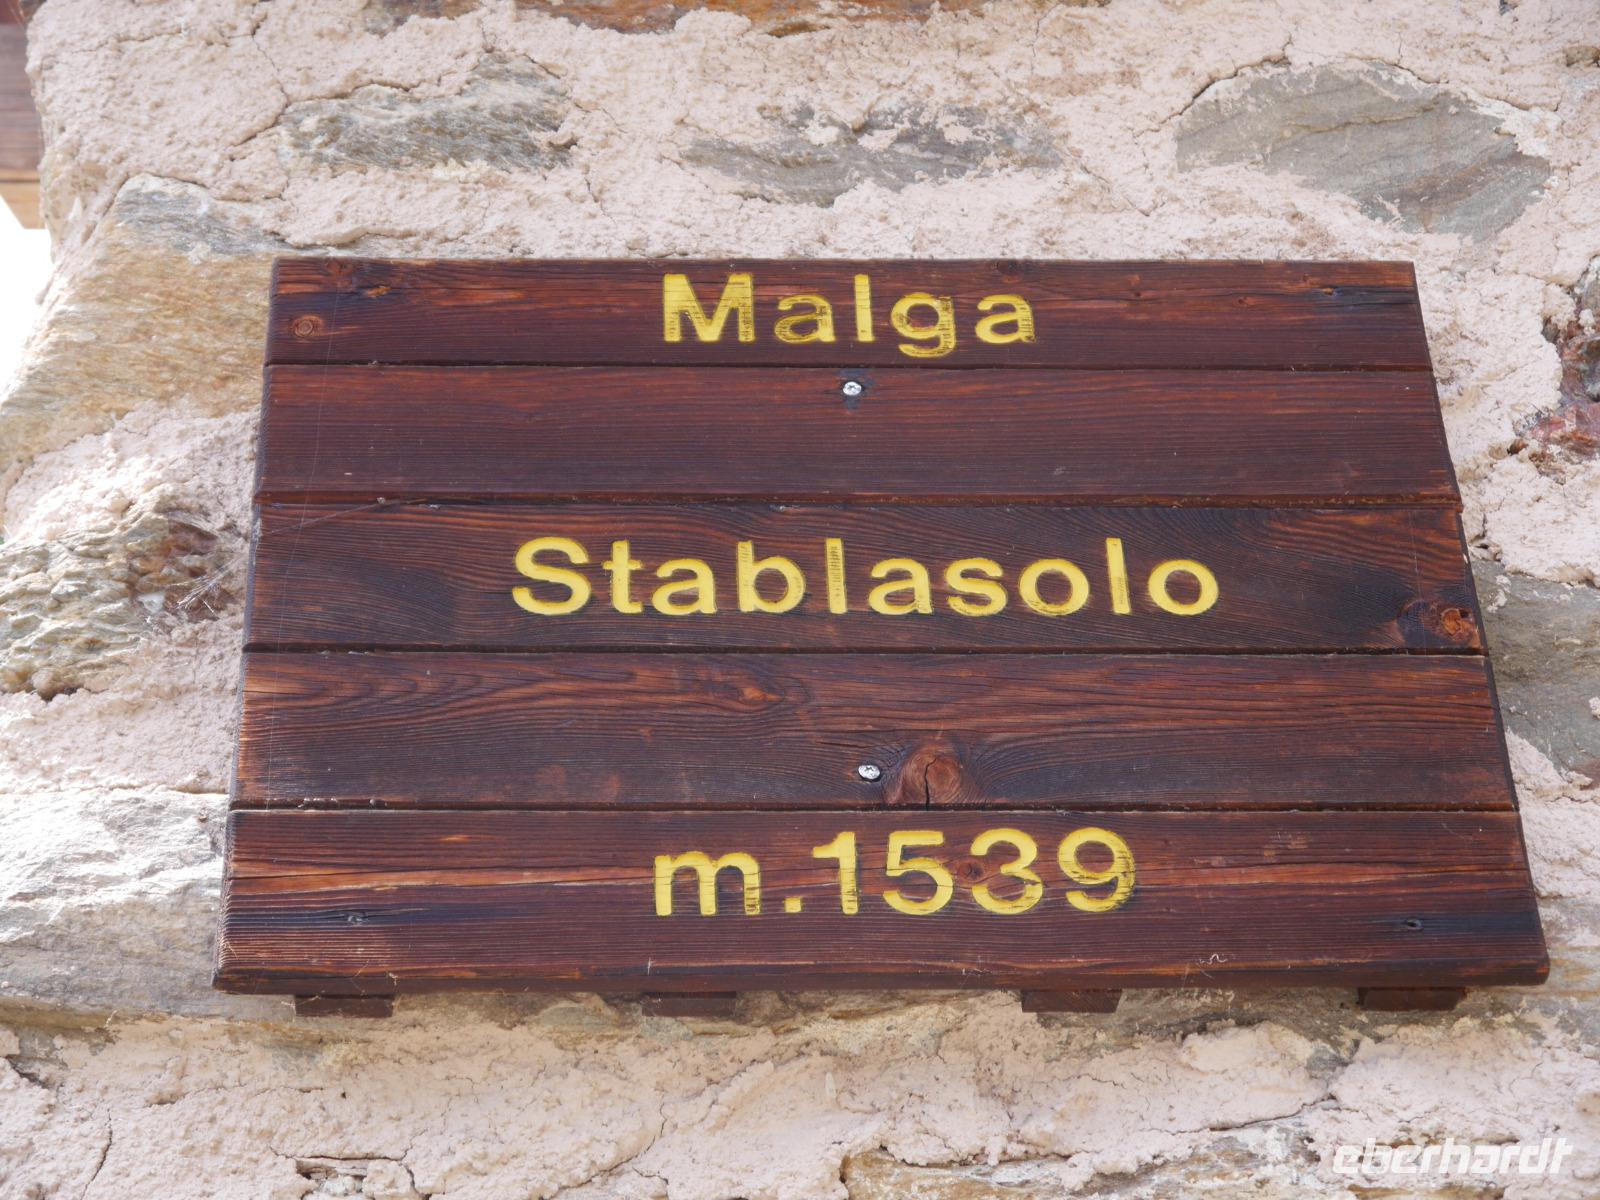 Malga
Stablasolo
m.1539
eberhardt